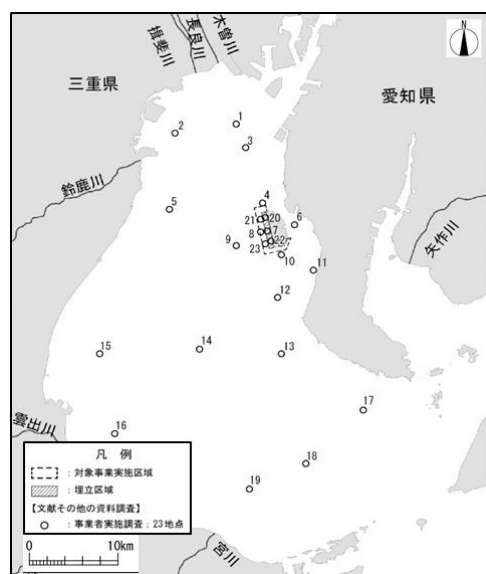 木曽川
長良川
揖斐川
N
三重県
愛知県
1
2
3
鈴鹿川
4
5
20
21
6
7
8
22
9
23
10
矢作川
11
12
13
14
15
17
16
雲出川
18
19
凡 例
：対象事業実施区域
：埋立区域
【文献その他の資料調査】
：事業者実施調査：23地点
0 10km
宮川